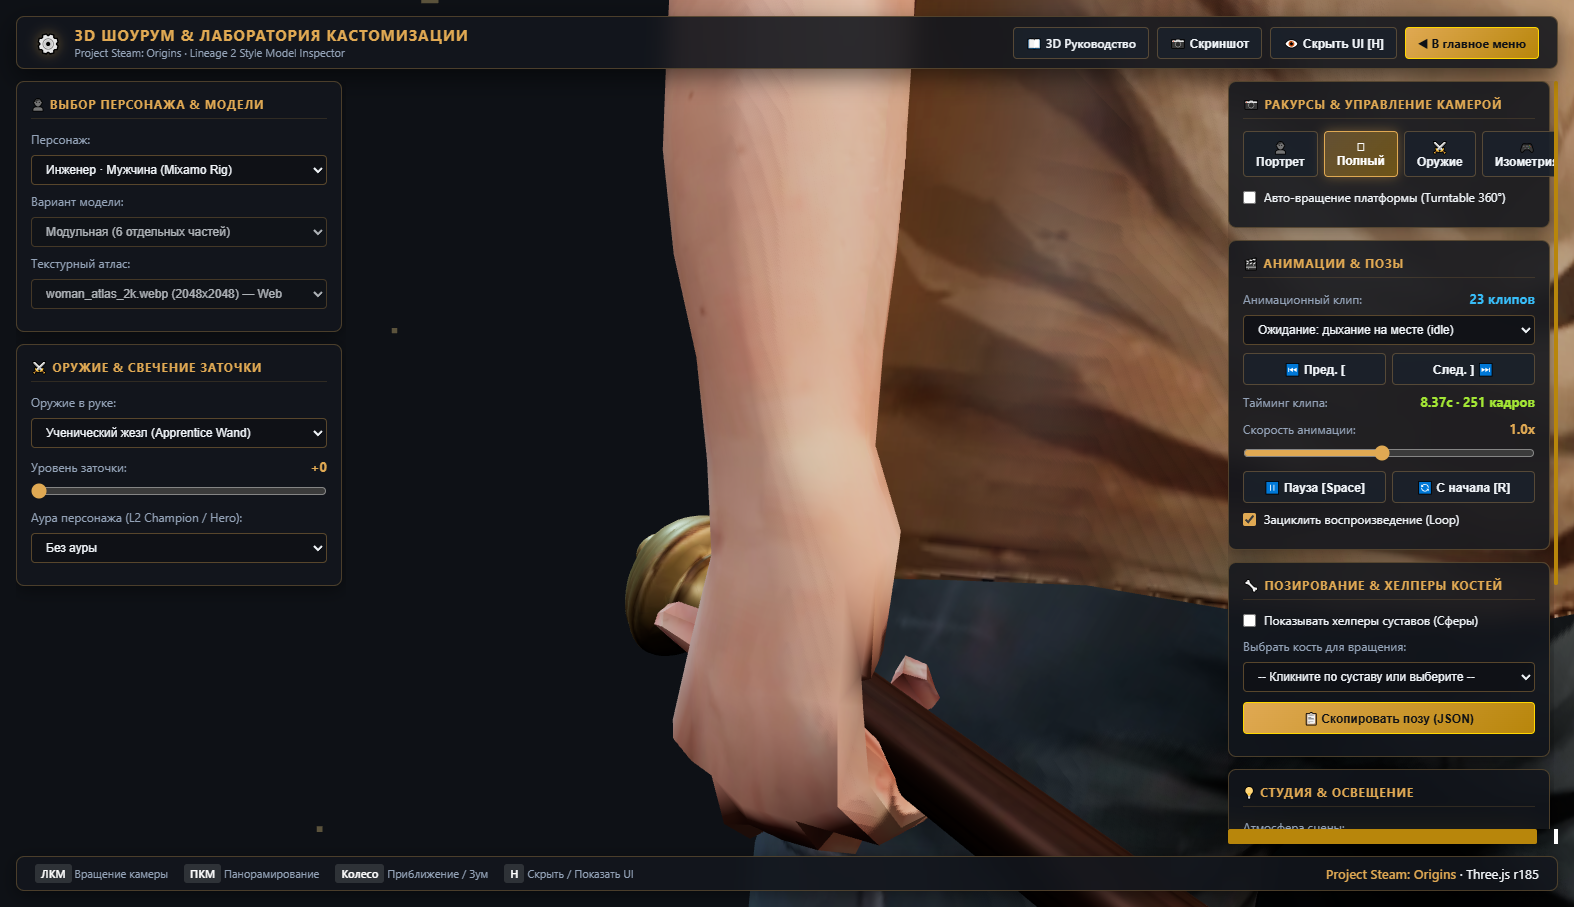 3D ШОУРУМ & ЛАБОРАТОРИЯ КАСТОМИЗАЦИИ
Project Steam: Origins · Lineage 2 Style Model Inspector
3D Руководство
Скриншот
Скрыть UI [H]
В главное меню
ВЫБОР ПЕРСОНАЖА & МОДЕЛИ
Персонаж:
Инженер · Мужчина (Mixamo Rig)
Вариант модели:
Модульная (6 отдельных частей)
Текстурный атлас:
woman_atlas_2k.webp (2048x2048) — Web
ОРУЖИЕ & СВЕЧЕНИЕ ЗАТОЧКИ
Оружие в руке:
Ученический жезл (Apprentice Wand)
Уровень заточки: +0
Аура персонажа (L2 Champion / Hero):
Без ауры
РАКУРСЫ & УПРАВЛЕНИЕ КАМЕРОЙ
Портрет
Полный
Оружие
Изометрия
Авто-вращение платформы (Turntable 360°)
АНИМАЦИИ & ПОЗЫ
Анимационный клип: 23 клипов
Ожидание: дыхание на месте (idle)
Пред. [
След. ]
Тайминг клипа: 8.37с · 251 кадров
Скорость анимации: 1.0x
Пауза [Space]
С начала [R]
Зациклить воспроизведение (Loop)
ПОЗИРОВАНИЕ & ХЕЛПЕРЫ КОСТЕЙ
Показывать хелперы суставов (Сферы)
Выбрать кость для вращения:
-- Кликните по суставу или выберите --
Скопировать позу (JSON)
СТУДИЯ & ОСВЕЩЕНИЕ
Атмосфера сцены:
ЛКМ Вращение камеры
ПКМ Панорамирование
Колесо Приближение / Зум
H Скрыть / Показать UI
Project Steam: Origins · Three.js r185